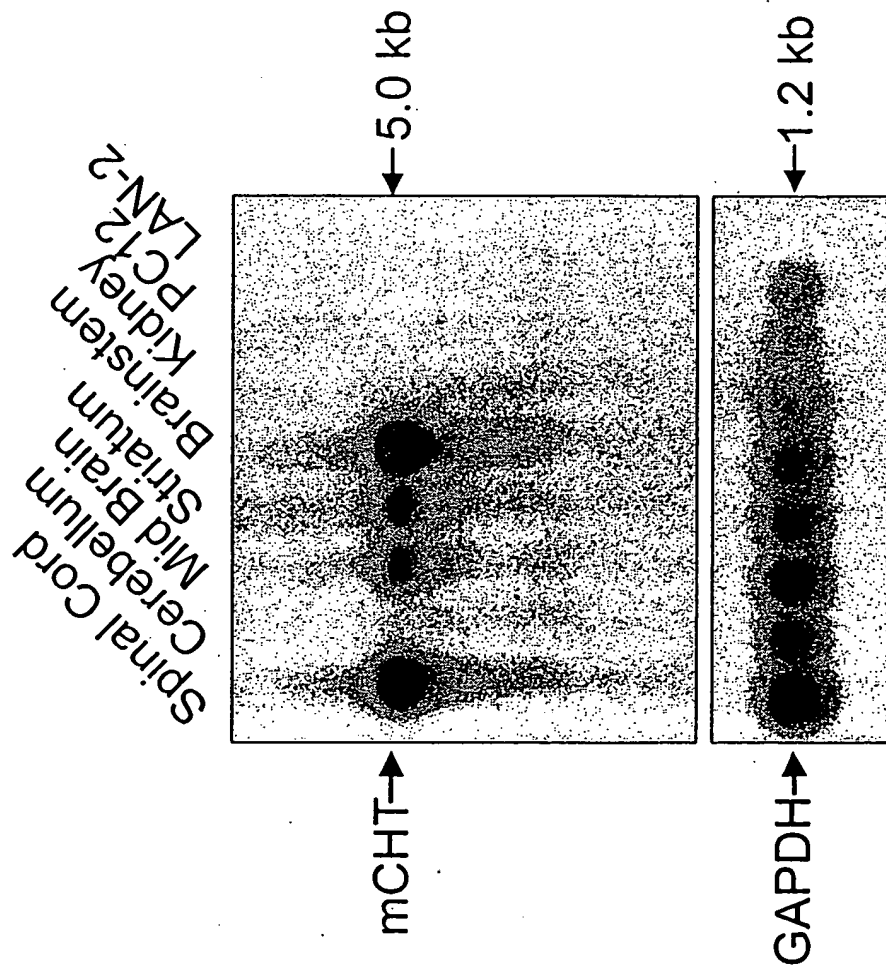 Spinal Cord
Cerebellum
Mid Brain
Striatum
Brainstem
Kidney
PC12
LAN-2
mCHT
5.0 kb
GAPDH
1.2 kb